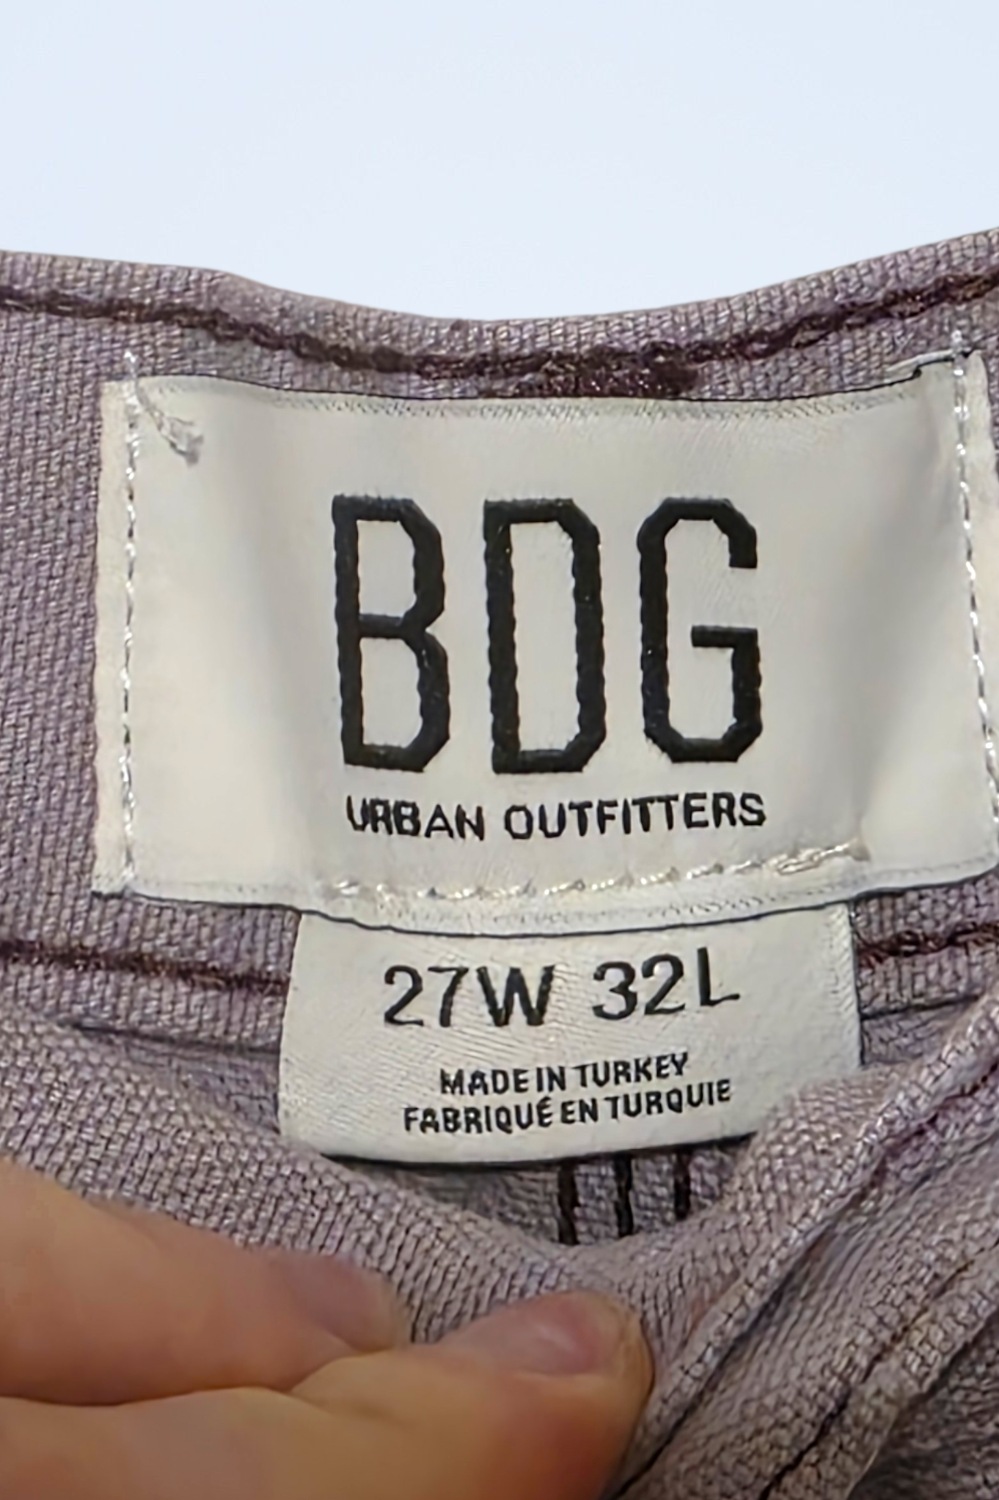 BDG
URBAN OUTFITTERS
27W 32L
MADE IN TURKEY
FABRIQUÉ EN TURQUIE